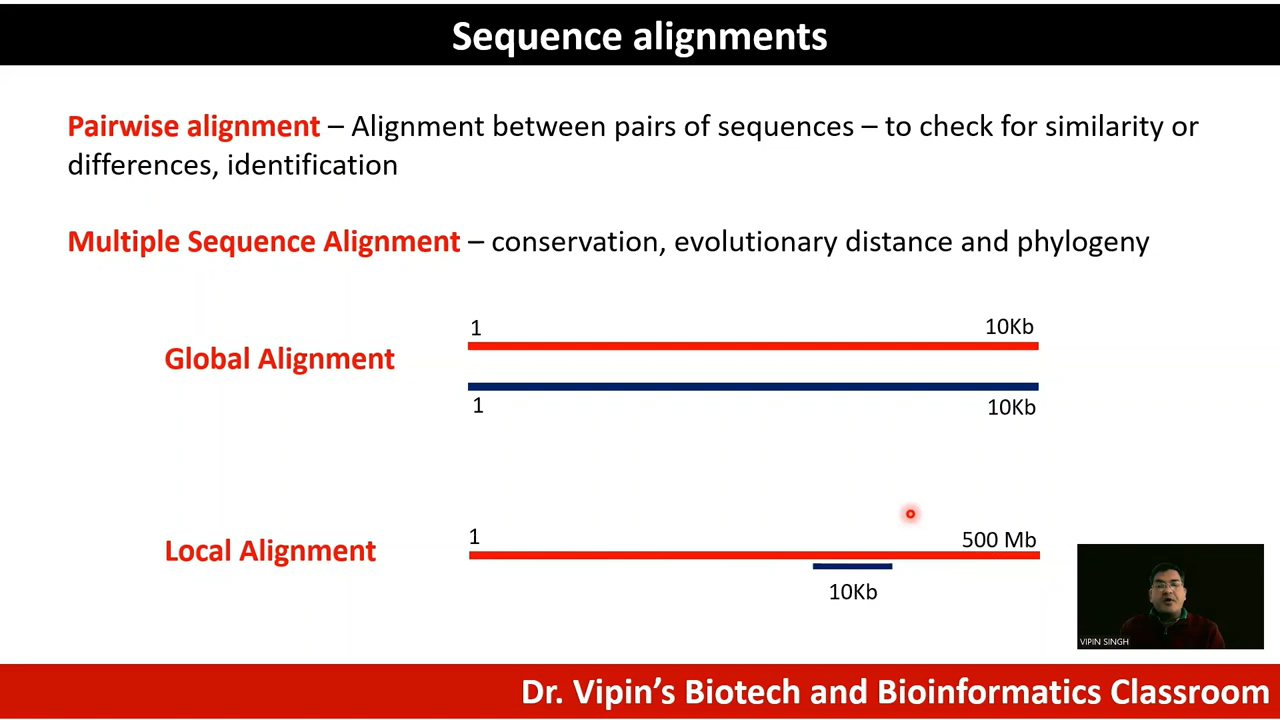 Sequence alignments
Pairwise alignment – Alignment between pairs of sequences – to check for similarity or
differences, identification
Multiple Sequence Alignment – conservation, evolutionary distance and phylogeny
1 10Kb
Global Alignment
1 10Kb
1 500 Mb
Local Alignment
10Kb
VIPIN SINGH
Dr. Vipin’s Biotech and Bioinformatics Classroom